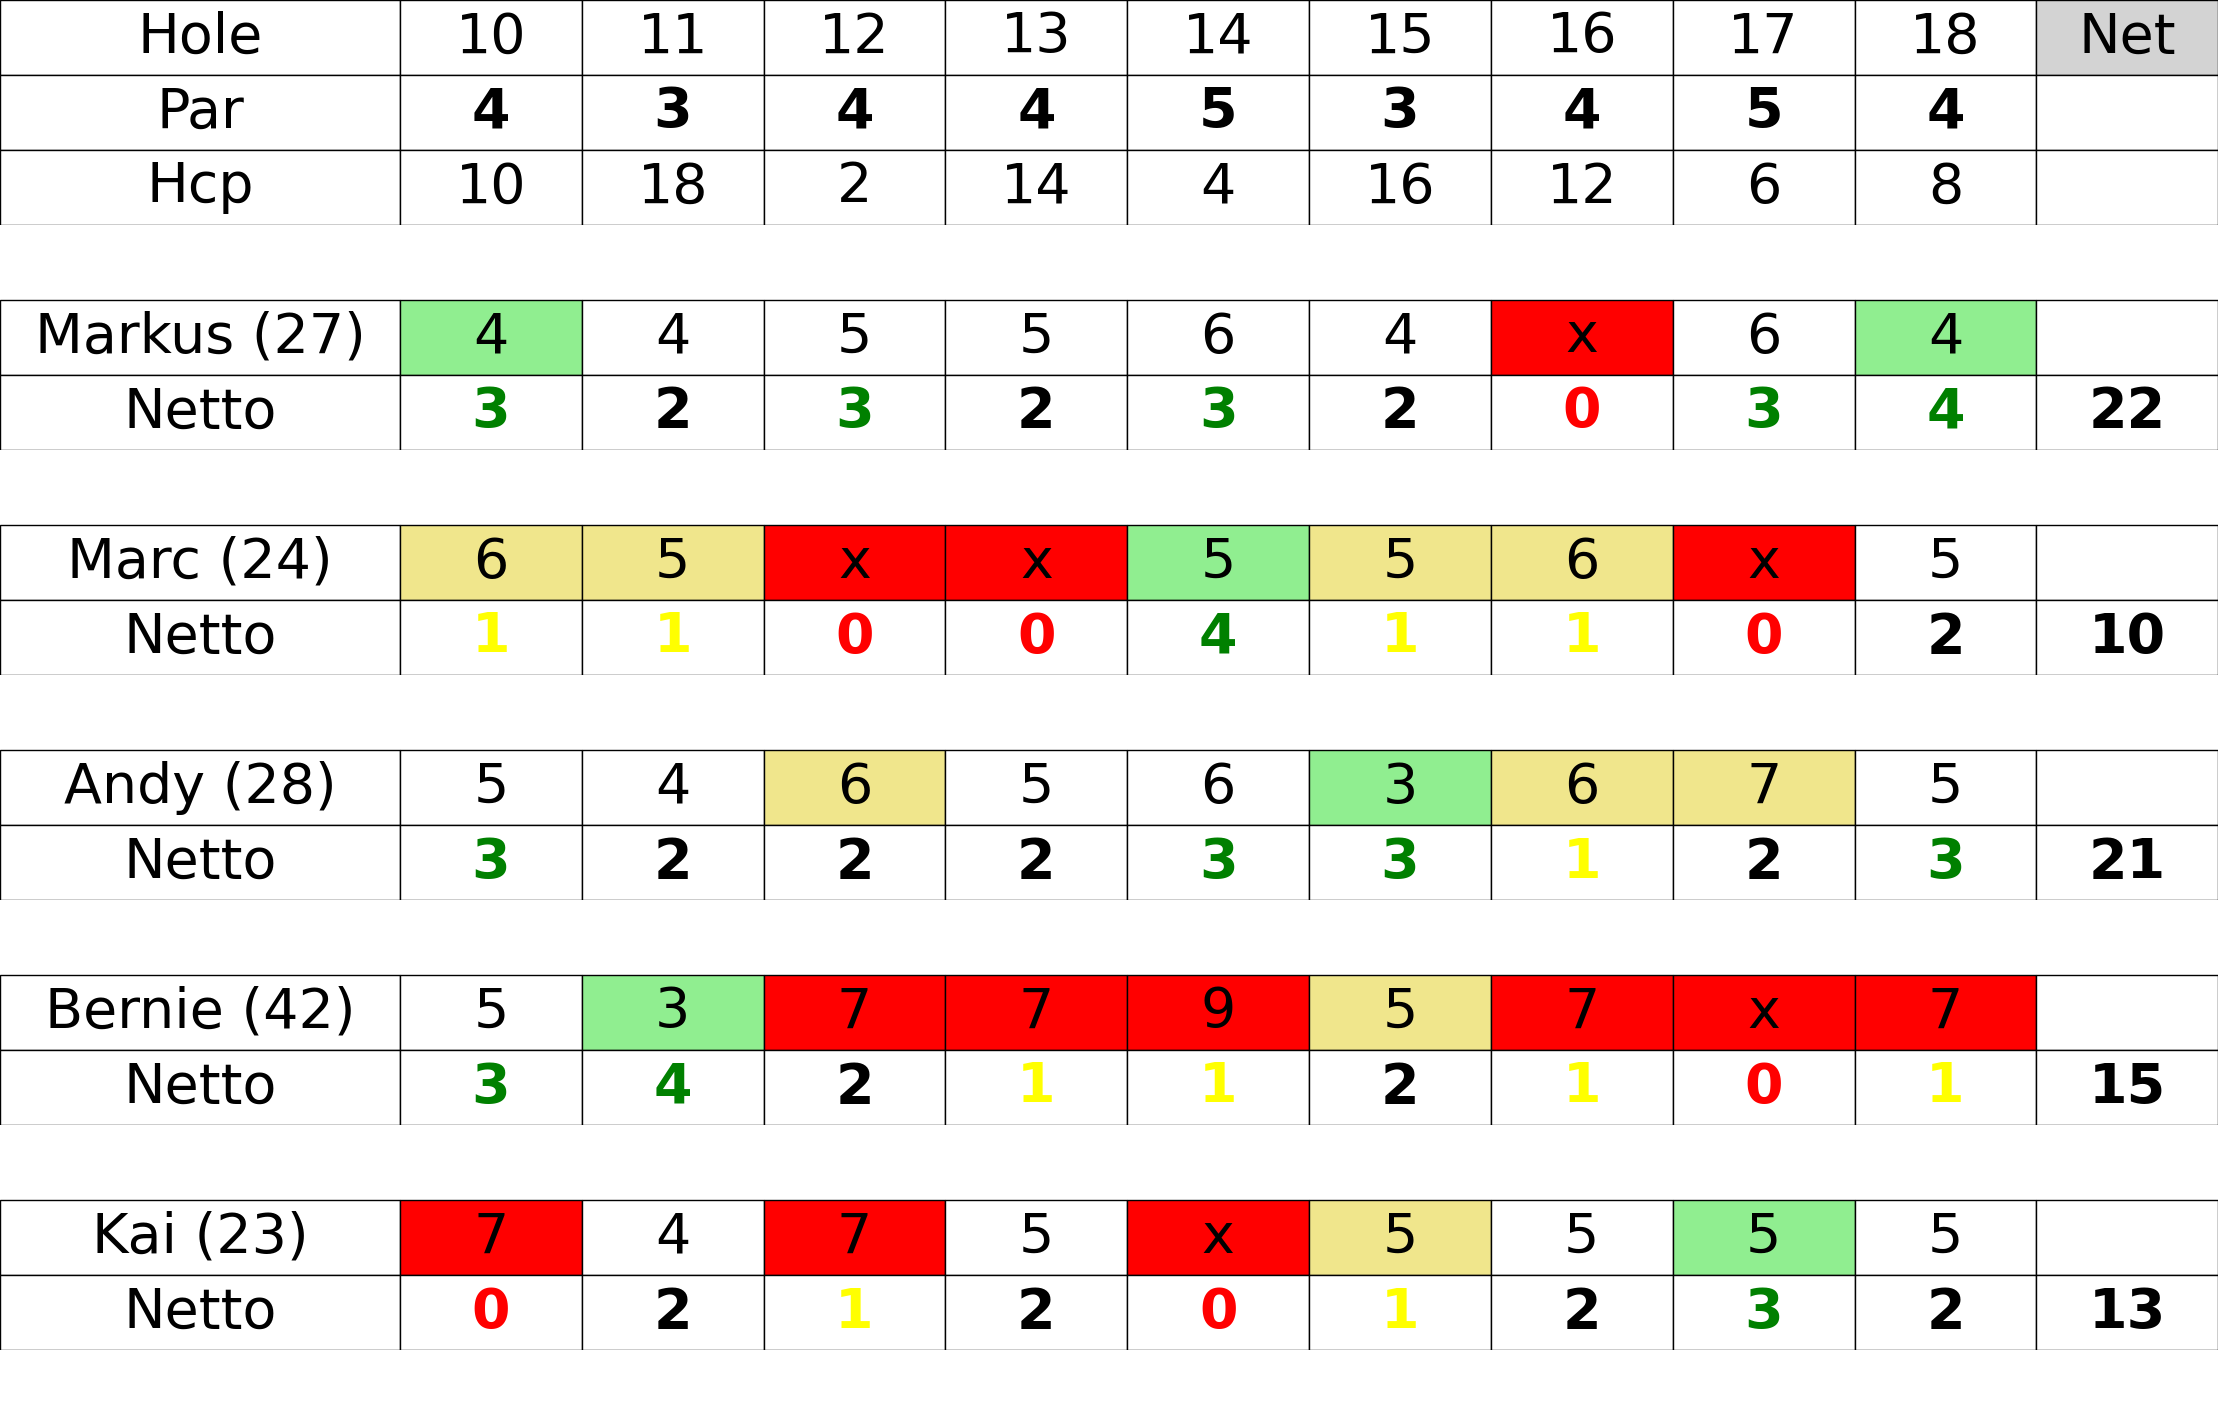 Hole 10 11 12 13 14 15 16 17 18 Net
Par 4 3 4 4 5 3 4 5 4
Hcp 10 18 2 14 4 16 12 6 8
Markus (27) 4 4 5 5 6 4 x 6 4
Netto 3 2 3 2 3 2 0 3 4 22
Marc (24) 6 5 x x 5 5 6 x 5
Netto 1 1 0 0 4 1 1 0 2 10
Andy (28) 5 4 6 5 6 3 6 7 5
Netto 3 2 2 2 3 3 1 2 3 21
Bernie (42) 5 3 7 7 9 5 7 x 7
Netto 3 4 2 1 1 2 1 0 1 15
Kai (23) 7 4 7 5 x 5 5 5 5
Netto 0 2 1 2 0 1 2 3 2 13